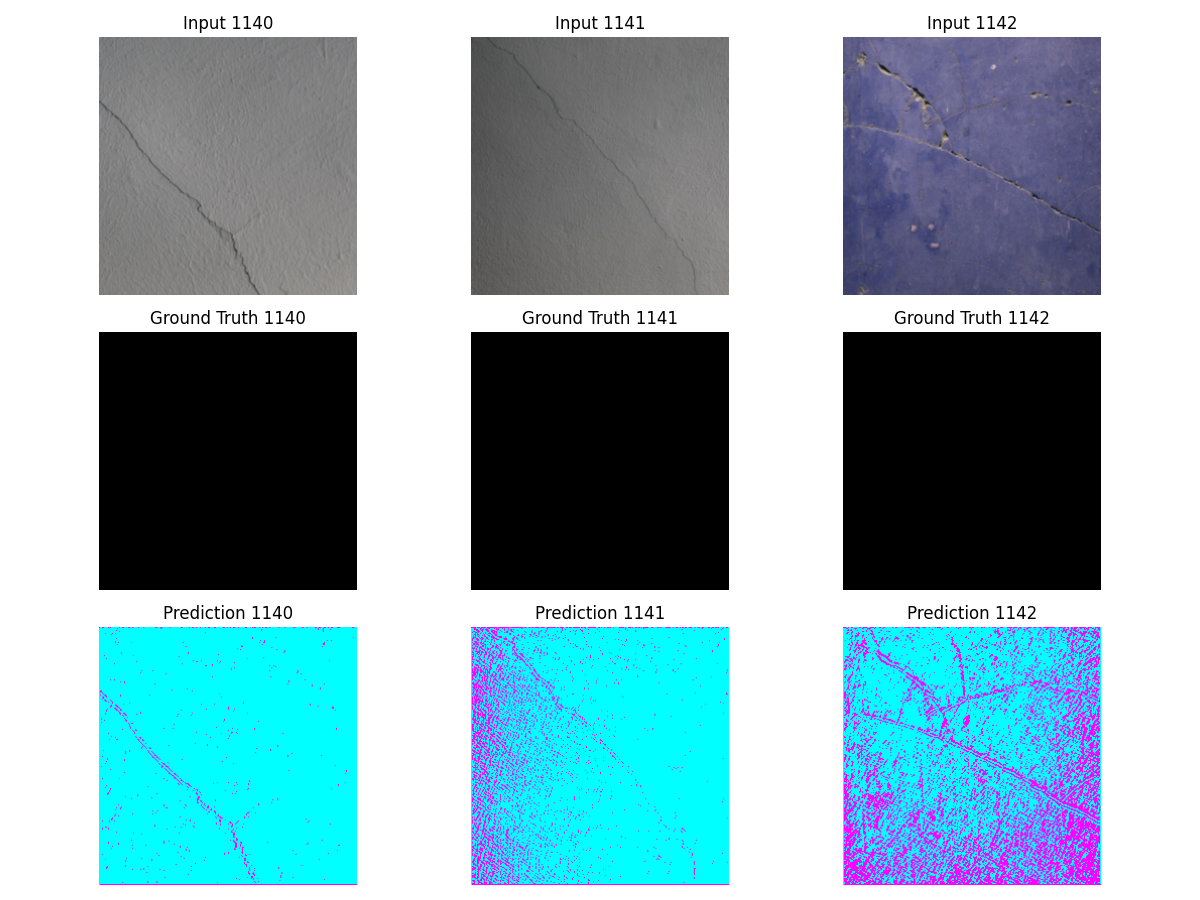 Input 1140
Input 1141
Input 1142
Ground Truth 1140
Ground Truth 1141
Ground Truth 1142
Prediction 1140
Prediction 1141
Prediction 1142